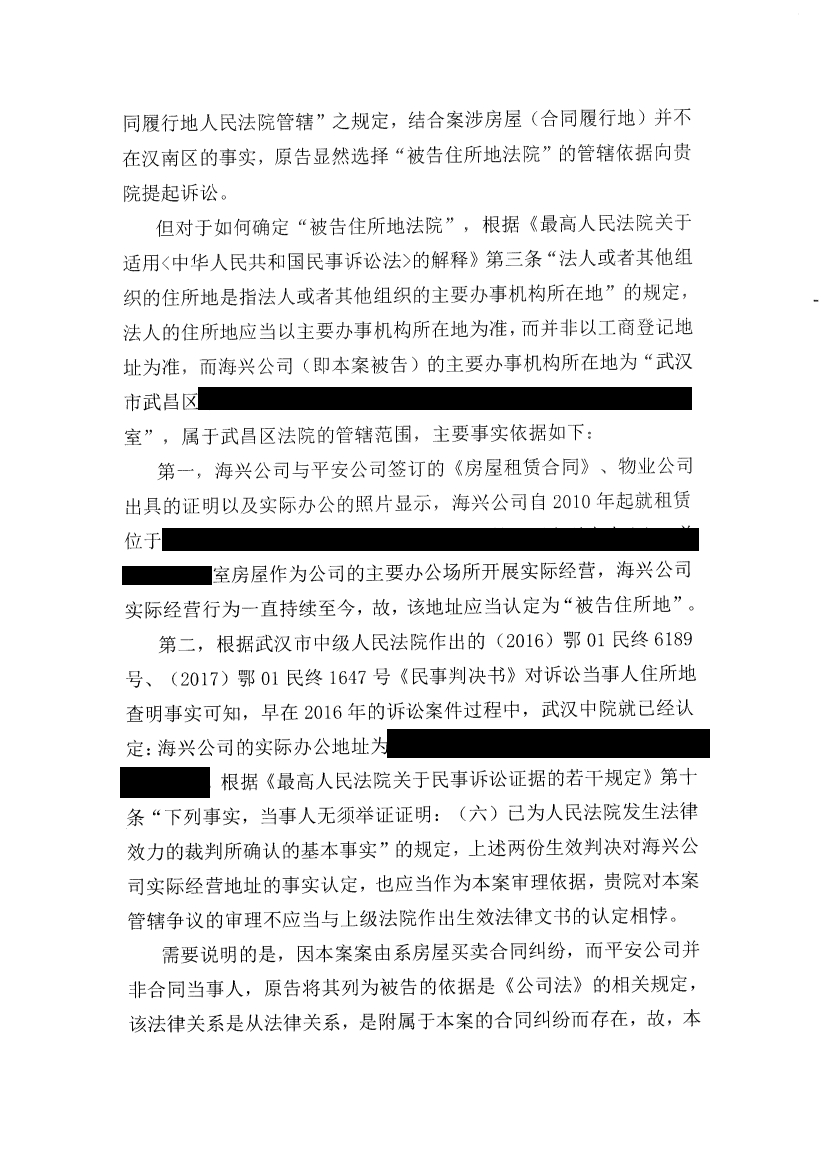 同履行地人民法院管辖”之规定，结合案涉房屋（合同履行地）并不
在汉南区的事实，原告显然选择“被告住所地法院”的管辖依据向贵
院提起诉讼。
但对于如何确定“被告住所地法院”，根据《最高人民法院关于
适用<中华人民共和国民事诉讼法>的解释》第三条“法人或者其他组
织的住所地是指法人或者其他组织的主要办事机构所在地”的规定，
法人的住所地应当以主要办事机构所在地为准，而并非以工商登记地
址为准，而海兴公司（即本案被告）的主要办事机构所在地为“武汉
市武昌区
室”，属于武昌区法院的管辖范围，主要事实依据如下：
第一，海兴公司与平安公司签订的《房屋租赁合同》、物业公司
出具的证明以及实际办公的照片显示，海兴公司自2010年起就租赁
位于
室房屋作为公司的主要办公场所开展实际经营，海兴公司
实际经营行为一直持续至今，故，该地址应当认定为“被告住所地”。
第二，根据武汉市中级人民法院作出的（2016）鄂01民终6189
号、（2017）鄂01民终1647号《民事判决书》对诉讼当事人住所地
查明事实可知，早在2016年的诉讼案件过程中，武汉中院就已经认
定：海兴公司的实际办公地址为
根据《最高人民法院关于民事诉讼证据的若干规定》第十
条“下列事实，当事人无须举证证明：（六）已为人民法院发生法律
效力的裁判所确认的基本事实”的规定，上述两份生效判决对海兴公
司实际经营地址的事实认定，也应当作为本案审理依据，贵院对本案
管辖争议的审理不应当与上级法院作出生效法律文书的认定相悖。
需要说明的是，因本案案由系房屋买卖合同纠纷，而平安公司并
非合同当事人，原告将其列为被告的依据是《公司法》的相关规定，
该法律关系是从法律关系，是附属于本案的合同纠纷而存在，故，本